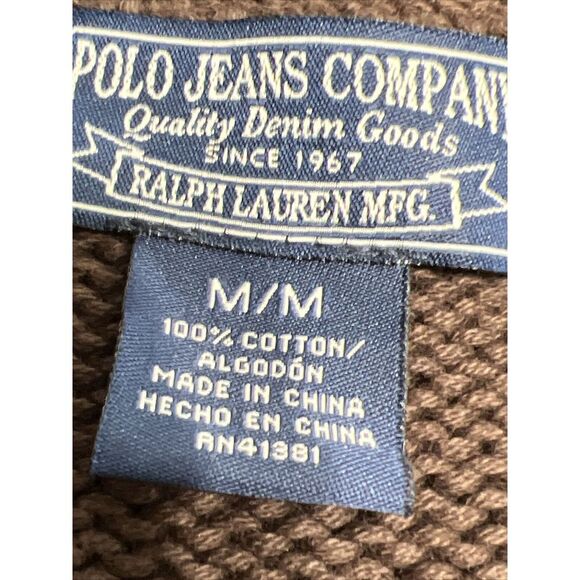 POLO JEANS COMPANY
Quality Denim Goods
SINCE 1967
RALPH LAUREN MFG.
M/M
100% COTTON/
ALGODÓN
MADE IN CHINA
HECHO EN CHINA
RN41381